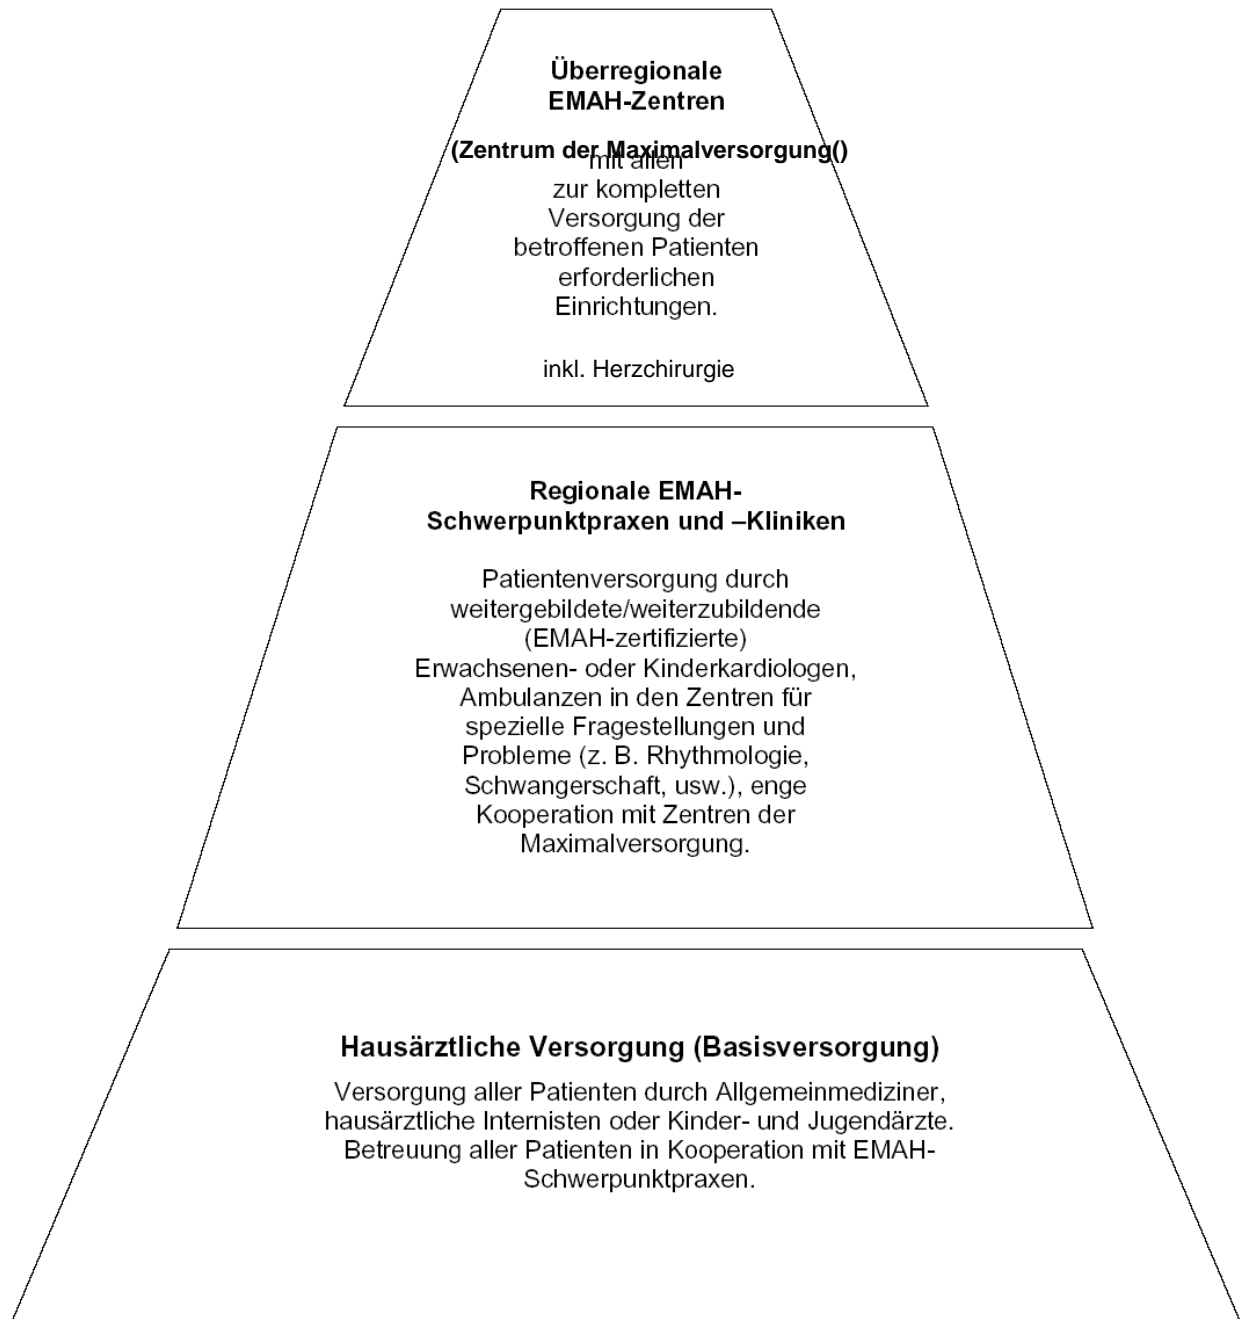 Überregionale
EMAH-Zentren
(Zentrum der Maximalversorgung()
mit allen
zur kompletten
Versorgung der
betroffenen Patienten
erforderlichen
Einrichtungen.
inkl. Herzchirurgie
Regionale EMAH-
Schwerpunktpraxen und –Kliniken
Patientenversorgung durch
weitergebildete/weiterzubildende
(EMAH-zertifizierte)
Erwachsenen- oder Kinderkardiologen,
Ambulanzen in den Zentren für
spezielle Fragestellungen und
Probleme (z. B. Rhythmologie,
Schwangerschaft, usw.), enge
Kooperation mit Zentren der
Maximalversorgung.
Hausärztliche Versorgung (Basisversorgung)
Versorgung aller Patienten durch Allgemeinmediziner,
hausärztliche Internisten oder Kinder- und Jugendärzte.
Betreuung aller Patienten in Kooperation mit EMAH-
Schwerpunktpraxen.